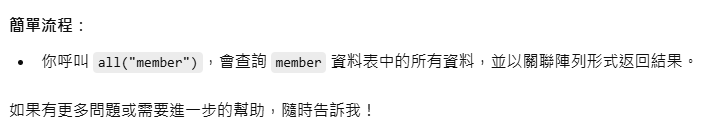 簡單流程：
• 你呼叫 all("member")，會查詢 member 資料表中的所有資料，並以關聯陣列形式返回結果。
如果有更多問題或需要進一步的幫助，隨時告訴我！